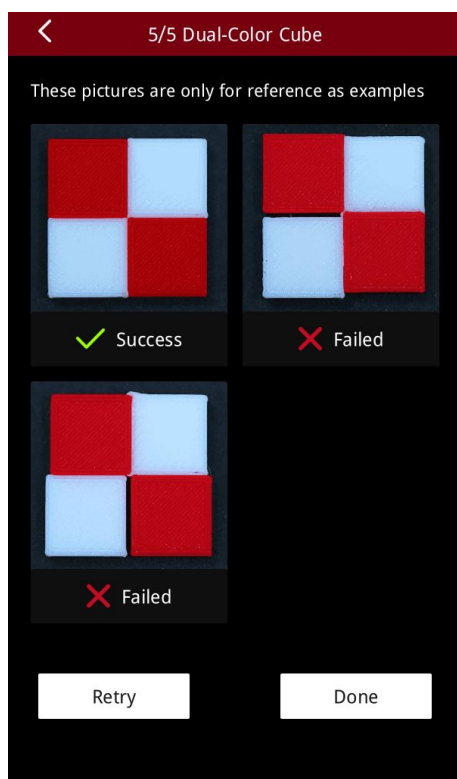 5/5 Dual-Color Cube
These pictures are only for reference as examples
Success
Failed
Failed
Retry
Done